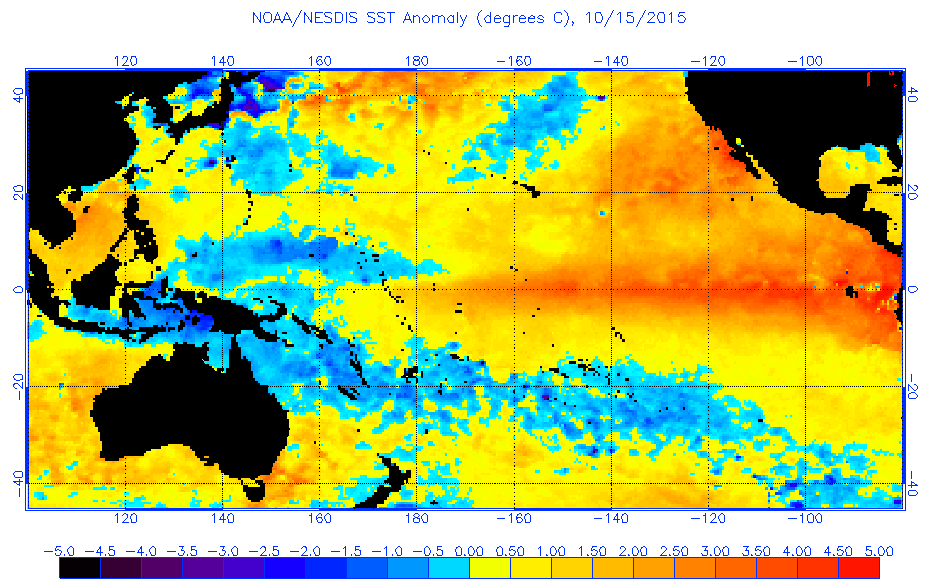 NOAA/NESDIS SST Anomaly (degrees C), 10/15/2015
120 140 160 180 −160 −140 −120 −100
40 40
20 20
0 0
−20 −20
−40 −40
120 140 160 180 −160 −140 −120 −100
−5.0 −4.5 −4.0 −3.5 −3.0 −2.5 −2.0 −1.5 −1.0 −0.5 0.00 0.50 1.00 1.50 2.00 2.50 3.00 3.50 4.00 4.50 5.00